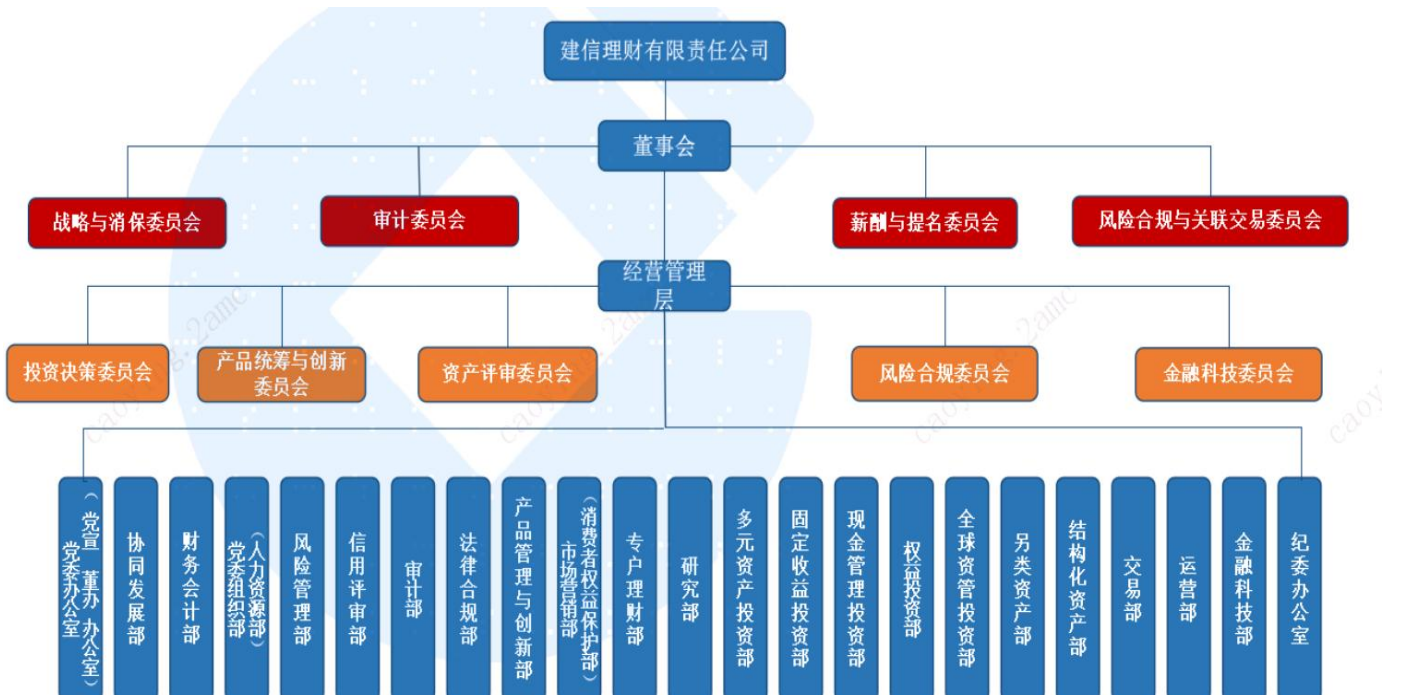 建信理财有限责任公司
董事会
战略与消保委员会
审计委员会
薪酬与提名委员会
风险合规与关联交易委员会
经营管理
层
投资决策委员会
产品统筹与创新
委员会
资产评审委员会
风险合规委员会
金融科技委员会
党委办公室
（党宣 董办 办公室）
协同发展部
财务会计部
党委组织部
（人力资源部）
风险管理部
信用评审部
审计部
法律合规部
产品管理与创新部
市场营销部
（消费者权益保护部）
专户理财部
研究部
多元资产投资部
固定收益投资部
现金管理投资部
权益投资部
全球资管投资部
另类资产部
结构化资产部
交易部
运营部
金融科技部
纪委办公室